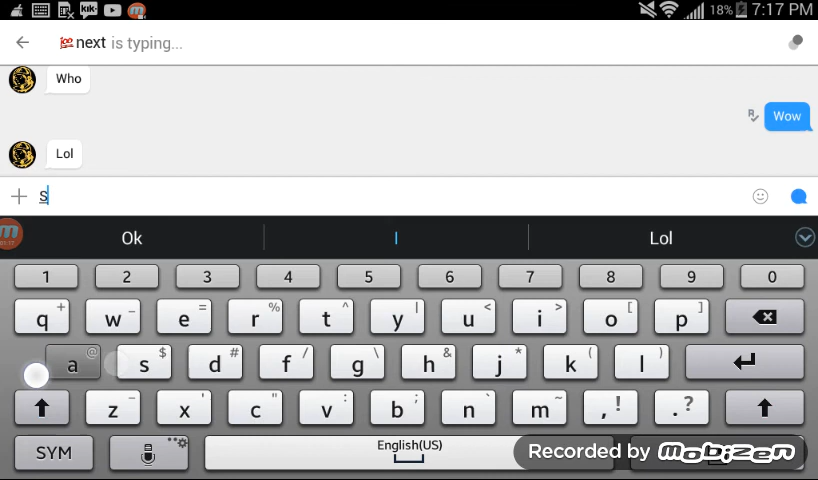 kik 18% 7:17 PM
💯 next is typing...
Who
R Wow
Lol
S
Ok I Lol
1 2 3 4 5 6 7 8 9 0
q + w _ e = r % t ^ y | u < i > o [ p ]
a @ s $ d # f / g \ h & j * k ( l )
z - x ' c " v : b ; n ` m ~ , ! . ?
SYM English(US)
Recorded by mobizen